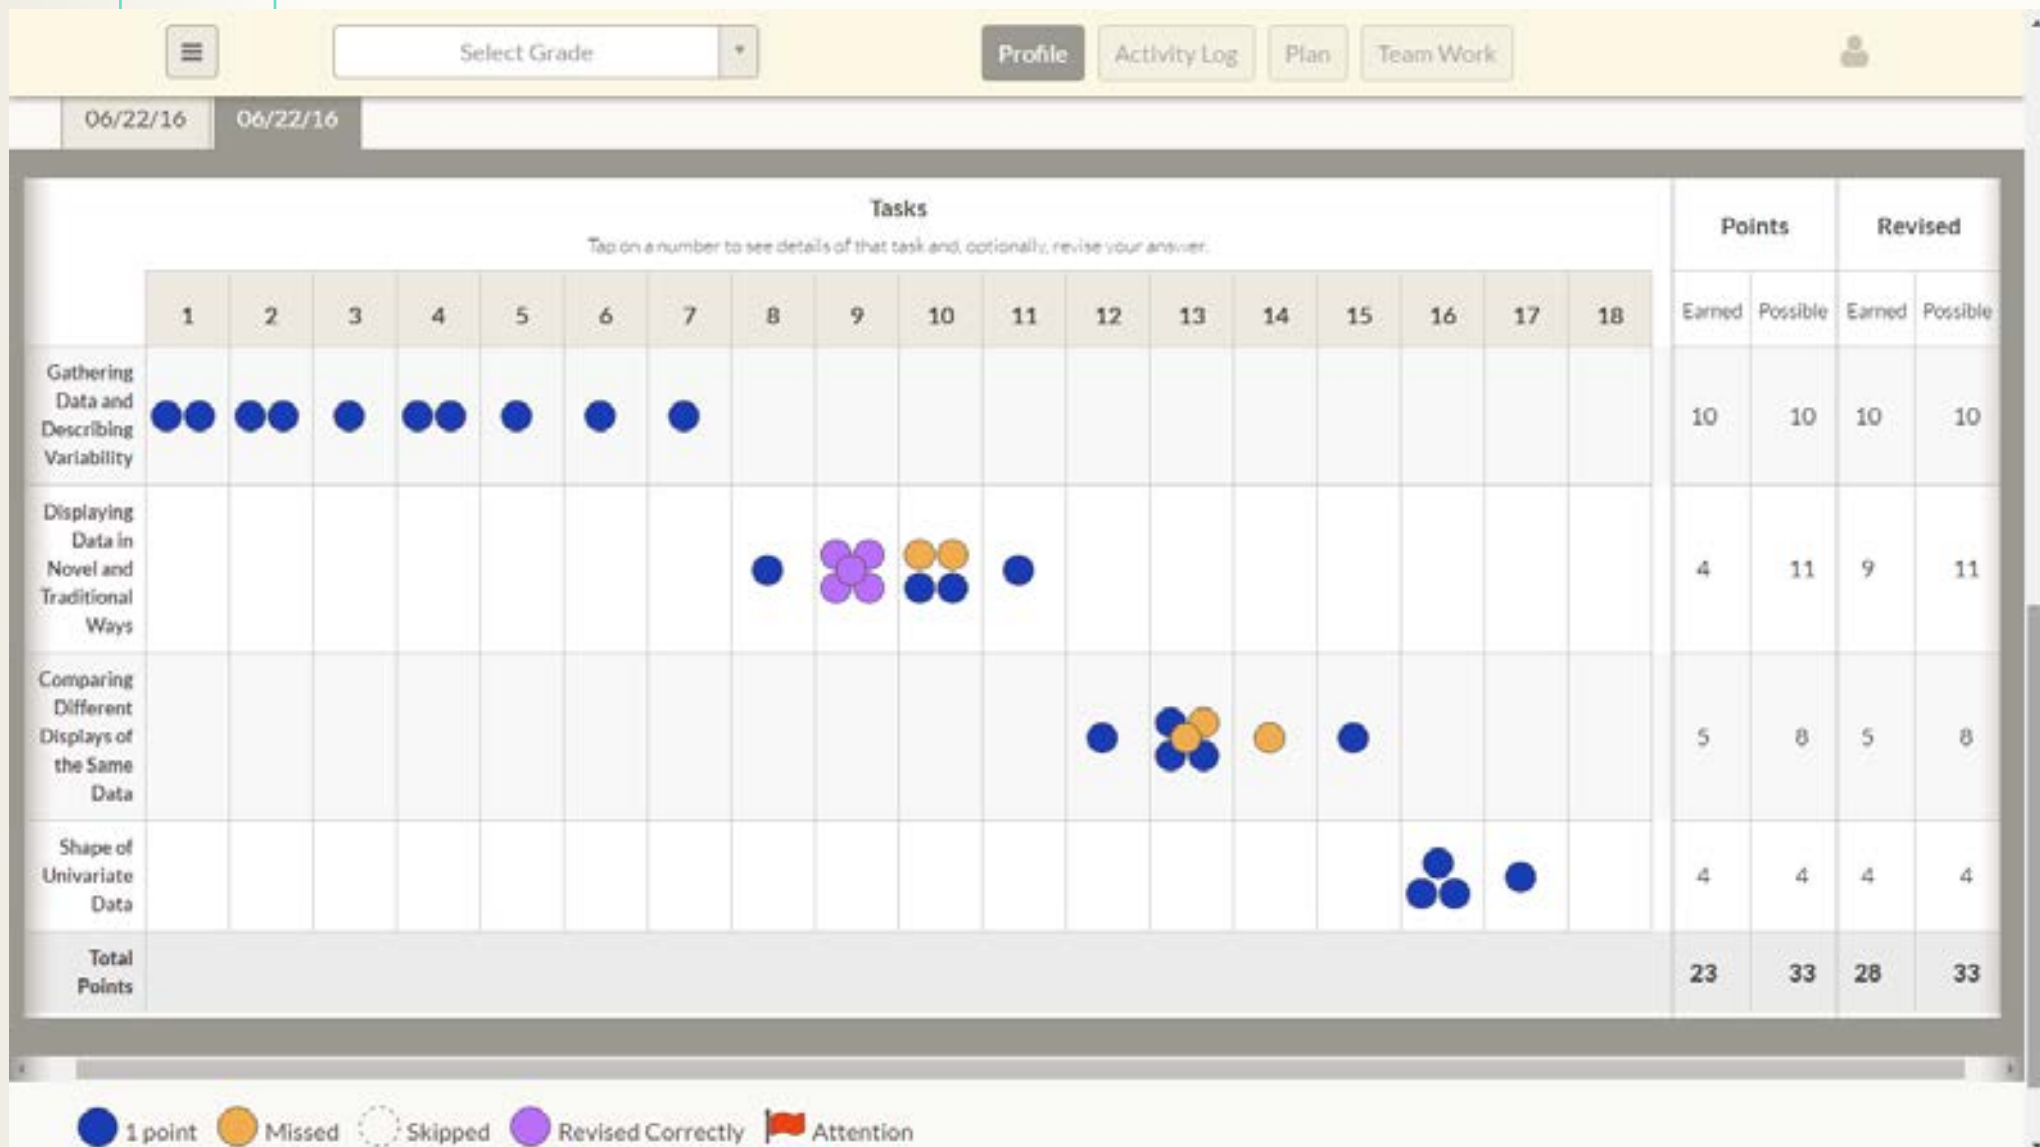 Select Grade
Profile
Activity Log
Plan
Team Work
06/22/16
06/22/16
Tasks
Tap on a number to see details of that task and, optionally, revise your answer.
Points
Revised
1 2 3 4 5 6 7 8 9 10 11 12 13 14 15 16 17 18
Earned Possible Earned Possible
Gathering
Data and
Describing
Variability
10 10 10 10
Displaying
Data in
Novel and
Traditional
Ways
4 11 9 11
Comparing
Different
Displays of
the Same
Data
5 8 5 8
Shape of
Univariate
Data
4 4 4 4
Total
Points
23 33 28 33
1 point Missed Skipped Revised Correctly Attention